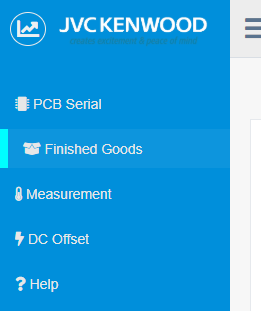 JVCKENWOOD
PCB Serial
Finished Goods
Measurement
DC Offset
Help